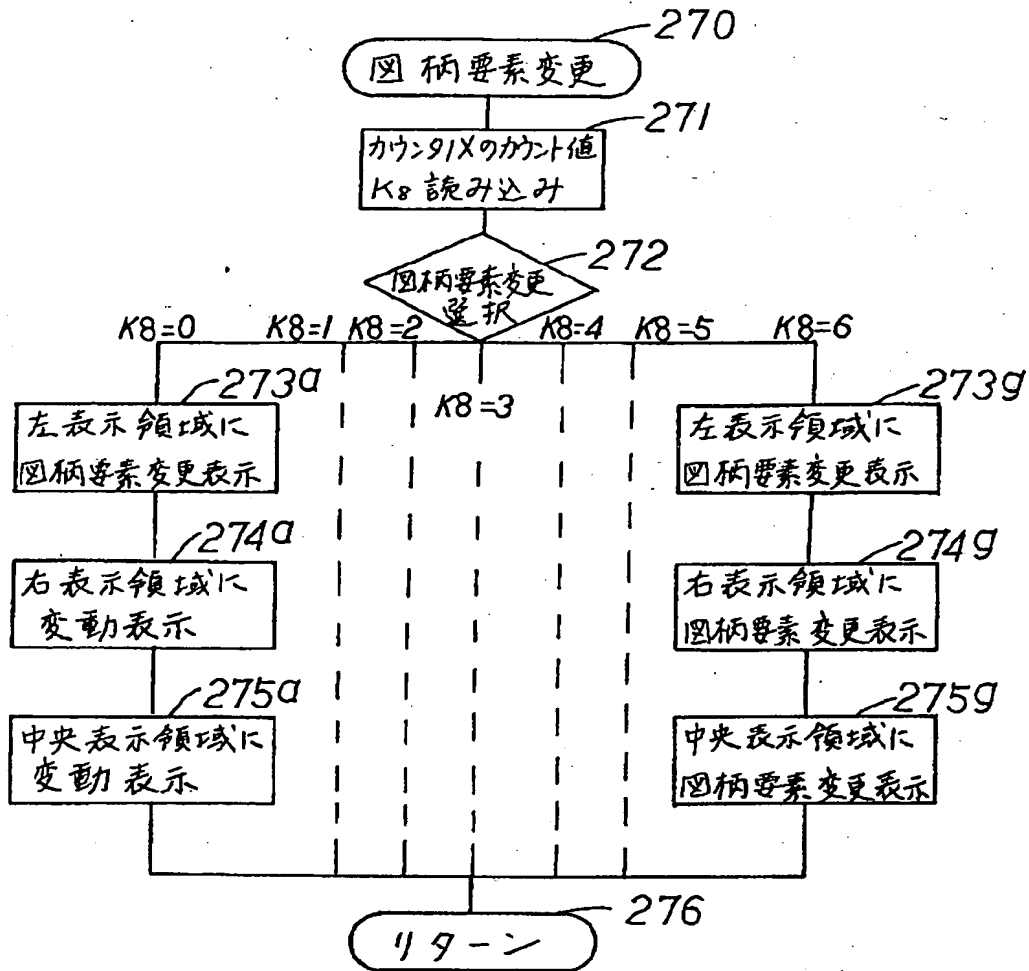 270
図柄要素変更
271
カウンタIXのカウント値
K8読み込み
272
図柄要素変更
選択
K8=0 K8=1 K8=2 K8=4 K8=5 K8=6
K8=3
273a
左表示領域に
図柄要素変更表示
273g
左表示領域に
図柄要素変更表示
274a
右表示領域に
変動表示
274g
右表示領域に
図柄要素変更表示
275a
中央表示領域に
変動表示
275g
中央表示領域に
図柄要素変更表示
276
リターン